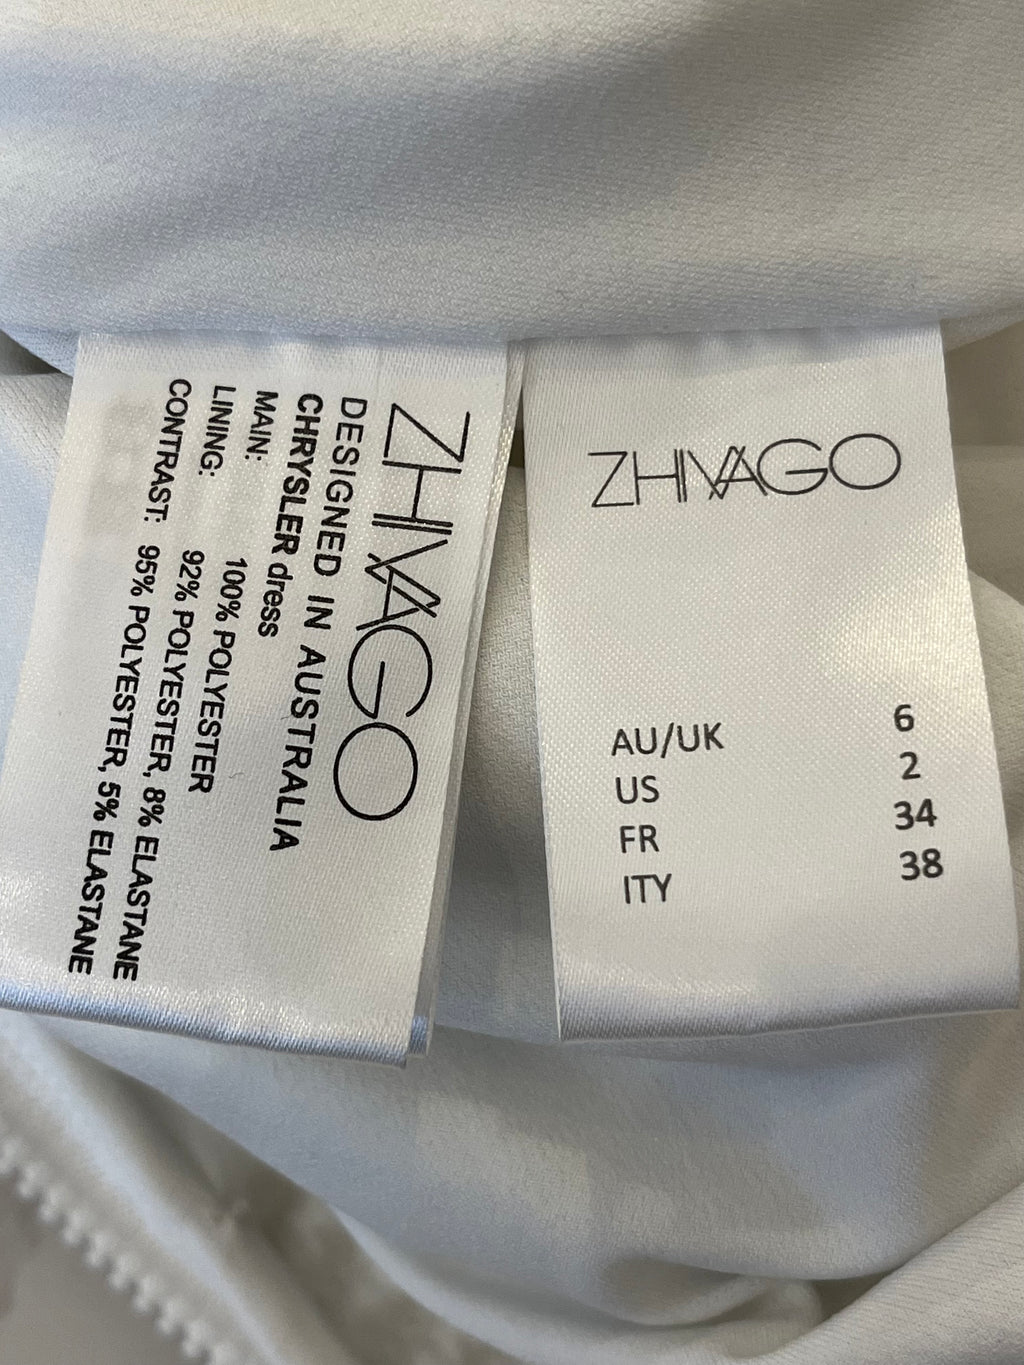 ZHIVAGO
DESIGNED IN AUSTRALIA
CHRYSLER dress
MAIN: 100% POLYESTER
LINING: 92% POLYESTER, 8% ELASTANE
CONTRAST: 95% POLYESTER, 5% ELASTANE
ZHIVAGO
AU/UK 6
US 2
FR 34
ITY 38